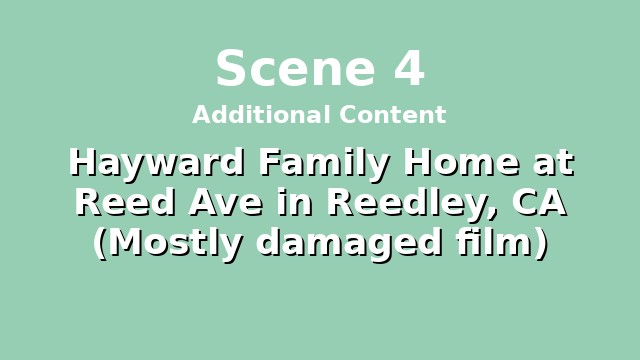 Scene 4
Additional Content
Hayward Family Home at
Reed Ave in Reedley, CA
(Mostly damaged film)